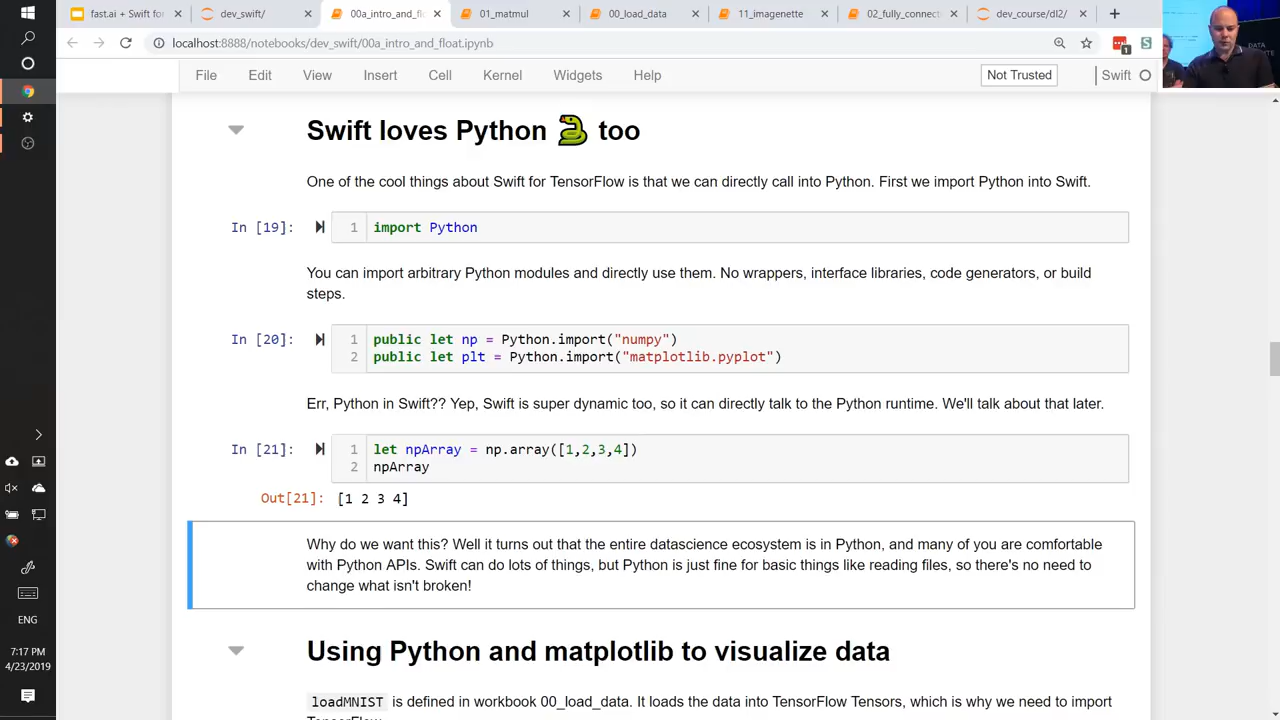 fast.ai • Swift for
dev_swift/
00a_intro_and_flo
01_matmul
00_load_data
11_imagenette
02_fully_connect
dev_course/dl2/
localhost:8888/notebooks/dev_swift/00a_intro_and_float.ipynb
1
S
File Edit View Insert Cell Kernel Widgets Help
Not Trusted
Swift
Swift loves Python 🐍 too
One of the cool things about Swift for TensorFlow is that we can directly call into Python. First we import Python into Swift.
In [19]:
1 import Python
You can import arbitrary Python modules and directly use them. No wrappers, interface libraries, code generators, or build
steps.
In [20]:
1 public let np = Python.import("numpy")
2 public let plt = Python.import("matplotlib.pyplot")
Err, Python in Swift?? Yep, Swift is super dynamic too, so it can directly talk to the Python runtime. We'll talk about that later.
In [21]:
1 let npArray = np.array([1,2,3,4])
2 npArray
Out[21]: [1 2 3 4]
Why do we want this? Well it turns out that the entire datascience ecosystem is in Python, and many of you are comfortable
with Python APIs. Swift can do lots of things, but Python is just fine for basic things like reading files, so there's no need to
change what isn't broken!
Using Python and matplotlib to visualize data
loadMNIST is defined in workbook 00_load_data. It loads the data into TensorFlow Tensors, which is why we need to import
TensorFlow.
ENG
7:17 PM
4/23/2019
DATA